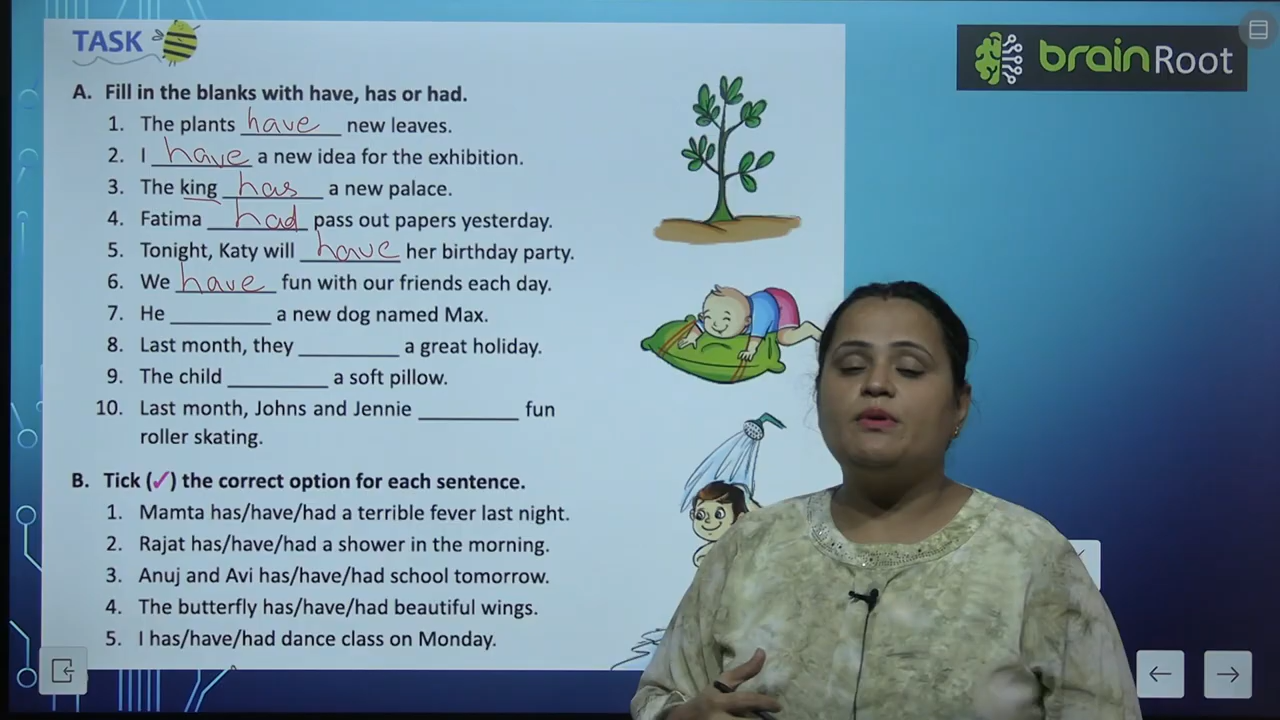 TASK
brainRoot
A. Fill in the blanks with have, has or had.
1. The plants have new leaves.
2. I have a new idea for the exhibition.
3. The king has a new palace.
4. Fatima had pass out papers yesterday.
5. Tonight, Katy will have her birthday party.
6. We have fun with our friends each day.
7. He __________ a new dog named Max.
8. Last month, they __________ a great holiday.
9. The child __________ a soft pillow.
10. Last month, Johns and Jennie __________ fun
roller skating.
B. Tick (✓) the correct option for each sentence.
1. Mamta has/have/had a terrible fever last night.
2. Rajat has/have/had a shower in the morning.
3. Anuj and Avi has/have/had school tomorrow.
4. The butterfly has/have/had beautiful wings.
5. I has/have/had dance class on Monday.